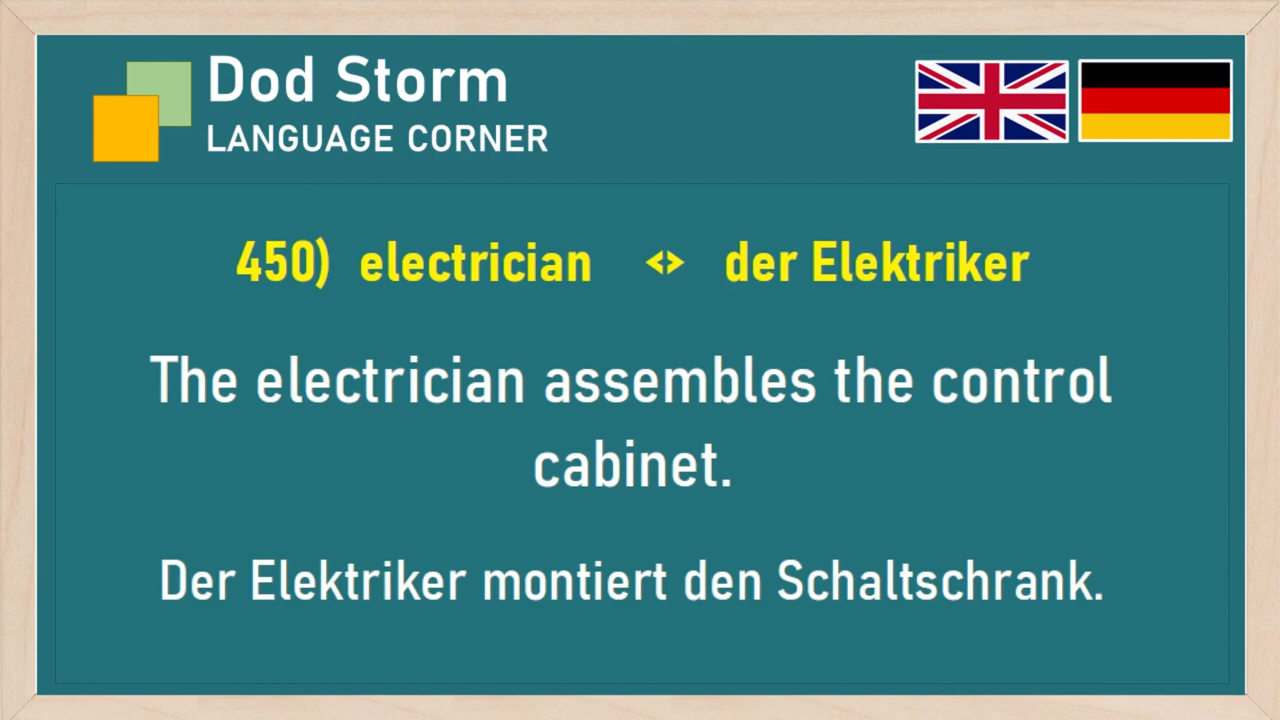 Dod Storm
LANGUAGE CORNER
450) electrician <> der Elektriker
The electrician assembles the control
cabinet.
Der Elektriker montiert den Schaltschrank.